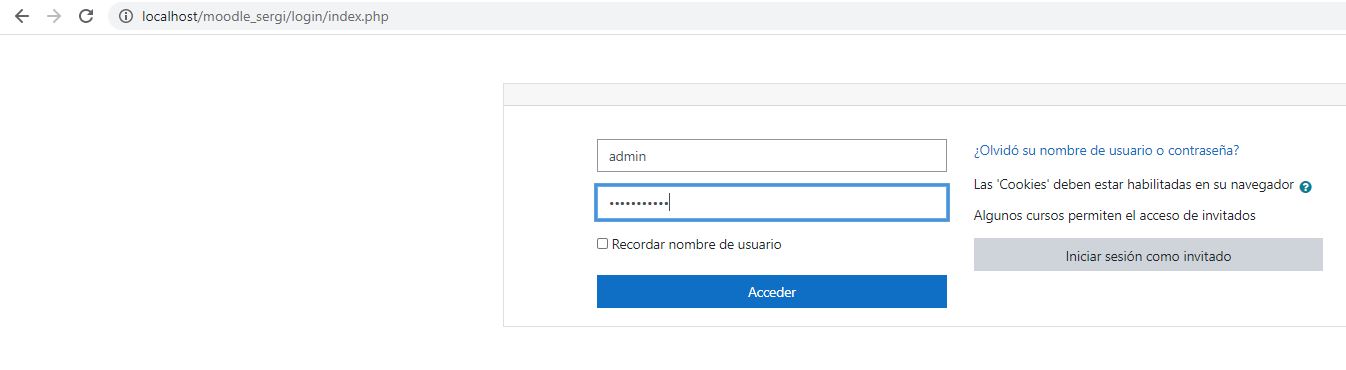 localhost/moodle_sergi/login/index.php
admin
•••••••••••
Recordar nombre de usuario
Acceder
¿Olvidó su nombre de usuario o contraseña?
Las 'Cookies' deben estar habilitadas en su navegador
Algunos cursos permiten el acceso de invitados
Iniciar sesión como invitado